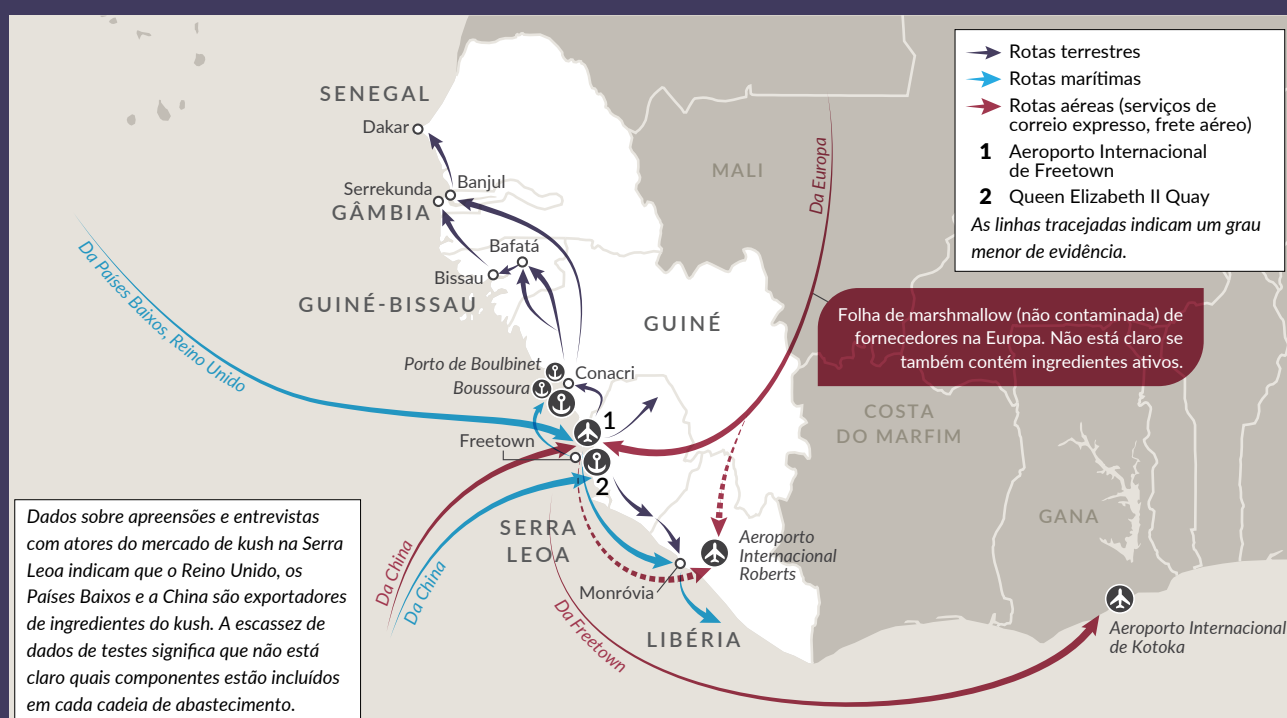 Rotas terrestres
Rotas marítimas
Rotas aéreas (serviços de
correio expresso, frete aéreo)
1 Aeroporto Internacional
de Freetown
2 Queen Elizabeth II Quay
As linhas tracejadas indicam um grau
menor de evidência.
SENEGAL
Dakar
MALI
Da Europa
Serrekunda
Banjul
GÂMBIA
Bafatá
Bissau
GUINÉ-BISSAU
Da Países Baixos, Reino Unido
GUINÉ
Folha de marshmallow (não contaminada) de
fornecedores na Europa. Não está claro se
também contém ingredientes ativos.
Porto de Boulbinet
Boussoura
Conacri
1
Freetown
2
COSTA
DO MARFIM
GANA
SERRA
LEOA
Da China
Da China
Aeroporto
Internacional
Roberts
Monróvia
LIBÉRIA
Da Freetown
Aeroporto Internacional
de Kotoka
Dados sobre apreensões e entrevistas
com atores do mercado de kush na Serra
Leoa indicam que o Reino Unido, os
Países Baixos e a China são exportadores
de ingredientes do kush. A escassez de
dados de testes significa que não está
claro quais componentes estão incluídos
em cada cadeia de abastecimento.